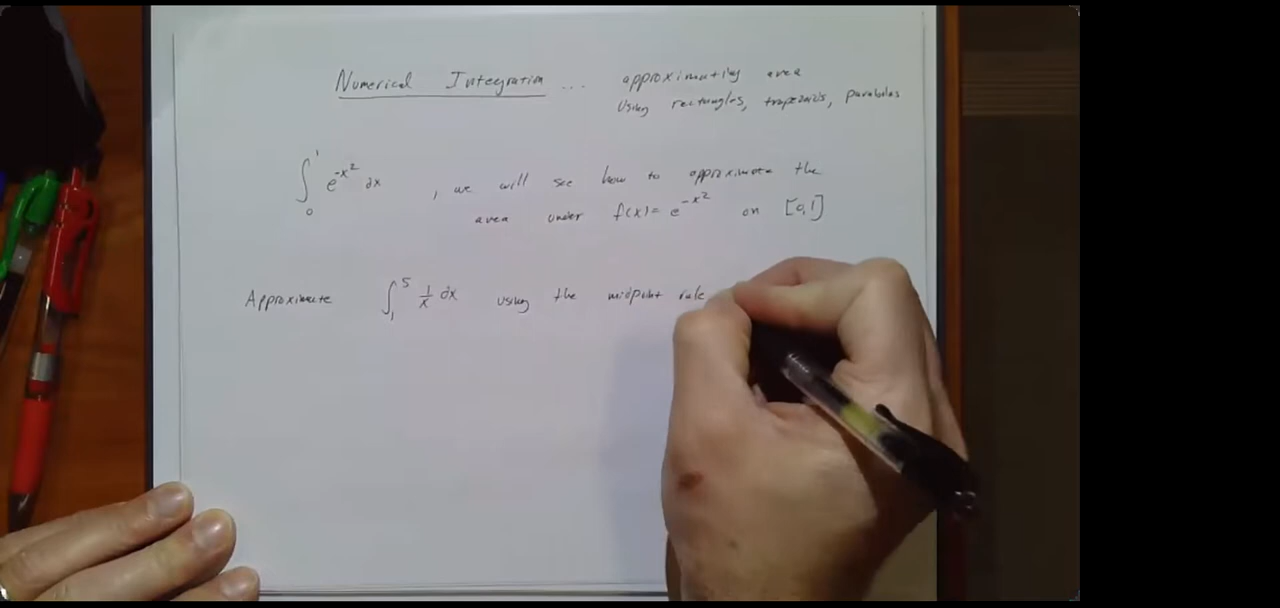 Numerical Integration ... approximating area
using rectangles, trapezoids, parabolas
∫₀¹ e^{-x²} dx , we will see how to approximate the
area under f(x) = e^{-x²} on [0,1]
Approximate ∫₁⁵ 1/x dx using the midpoint rule